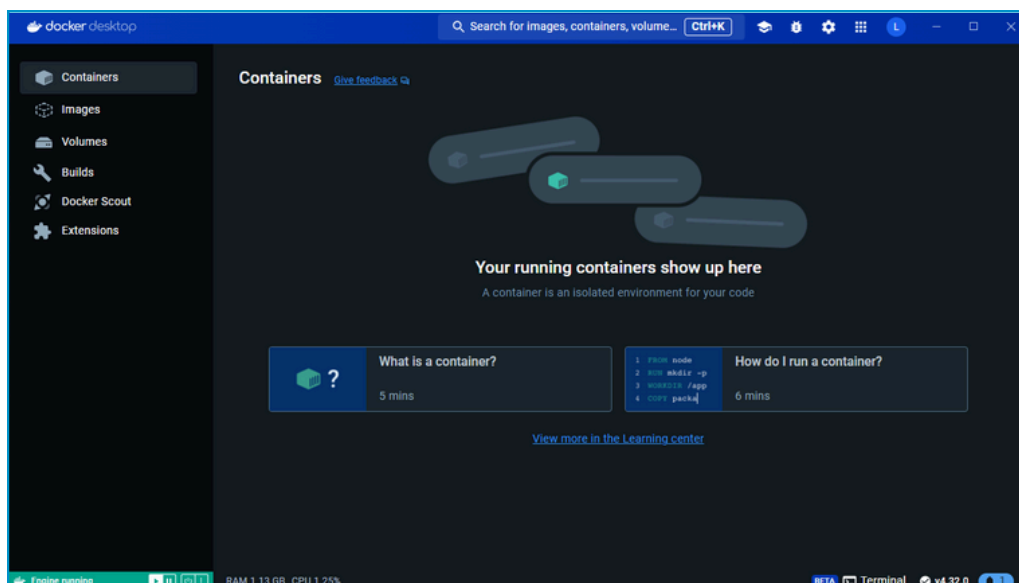 docker desktop
Search for images, containers, volume... Ctrl+K
L
Containers
Images
Volumes
Builds
Docker Scout
Extensions
Containers Give feedback
Your running containers show up here
A container is an isolated environment for your code
?
What is a container?
5 mins
1 FROM node
2 RUN mkdir -p
3 WORKDIR /app
4 COPY packa
How do I run a container?
6 mins
View more in the Learning center
Engine running
RAM 1.13 GB CPU 1.25%
BETA Terminal v4.32.0 1